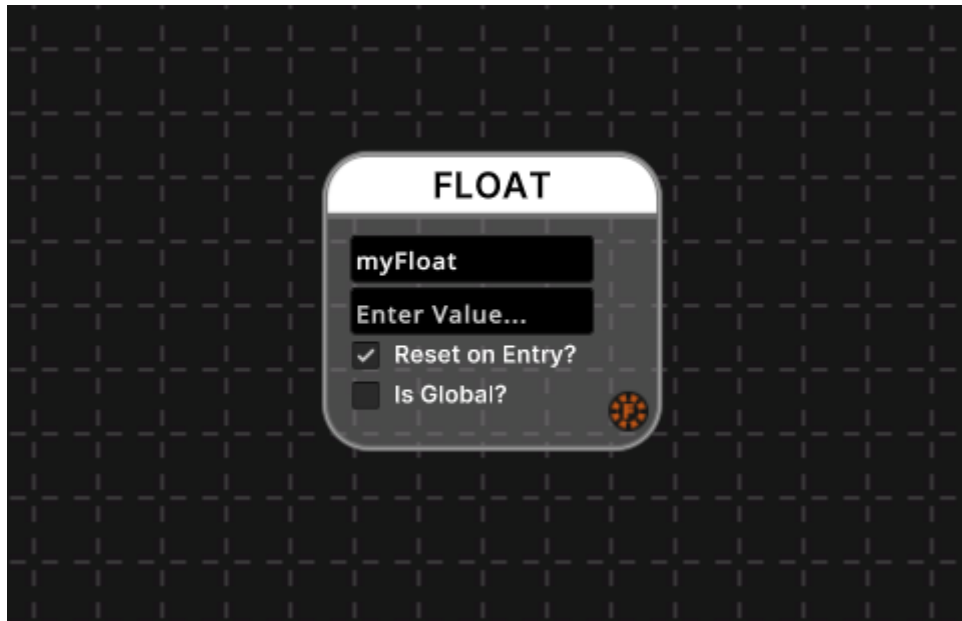 FLOAT
myFloat
Enter Value...
Reset on Entry?
Is Global?
F